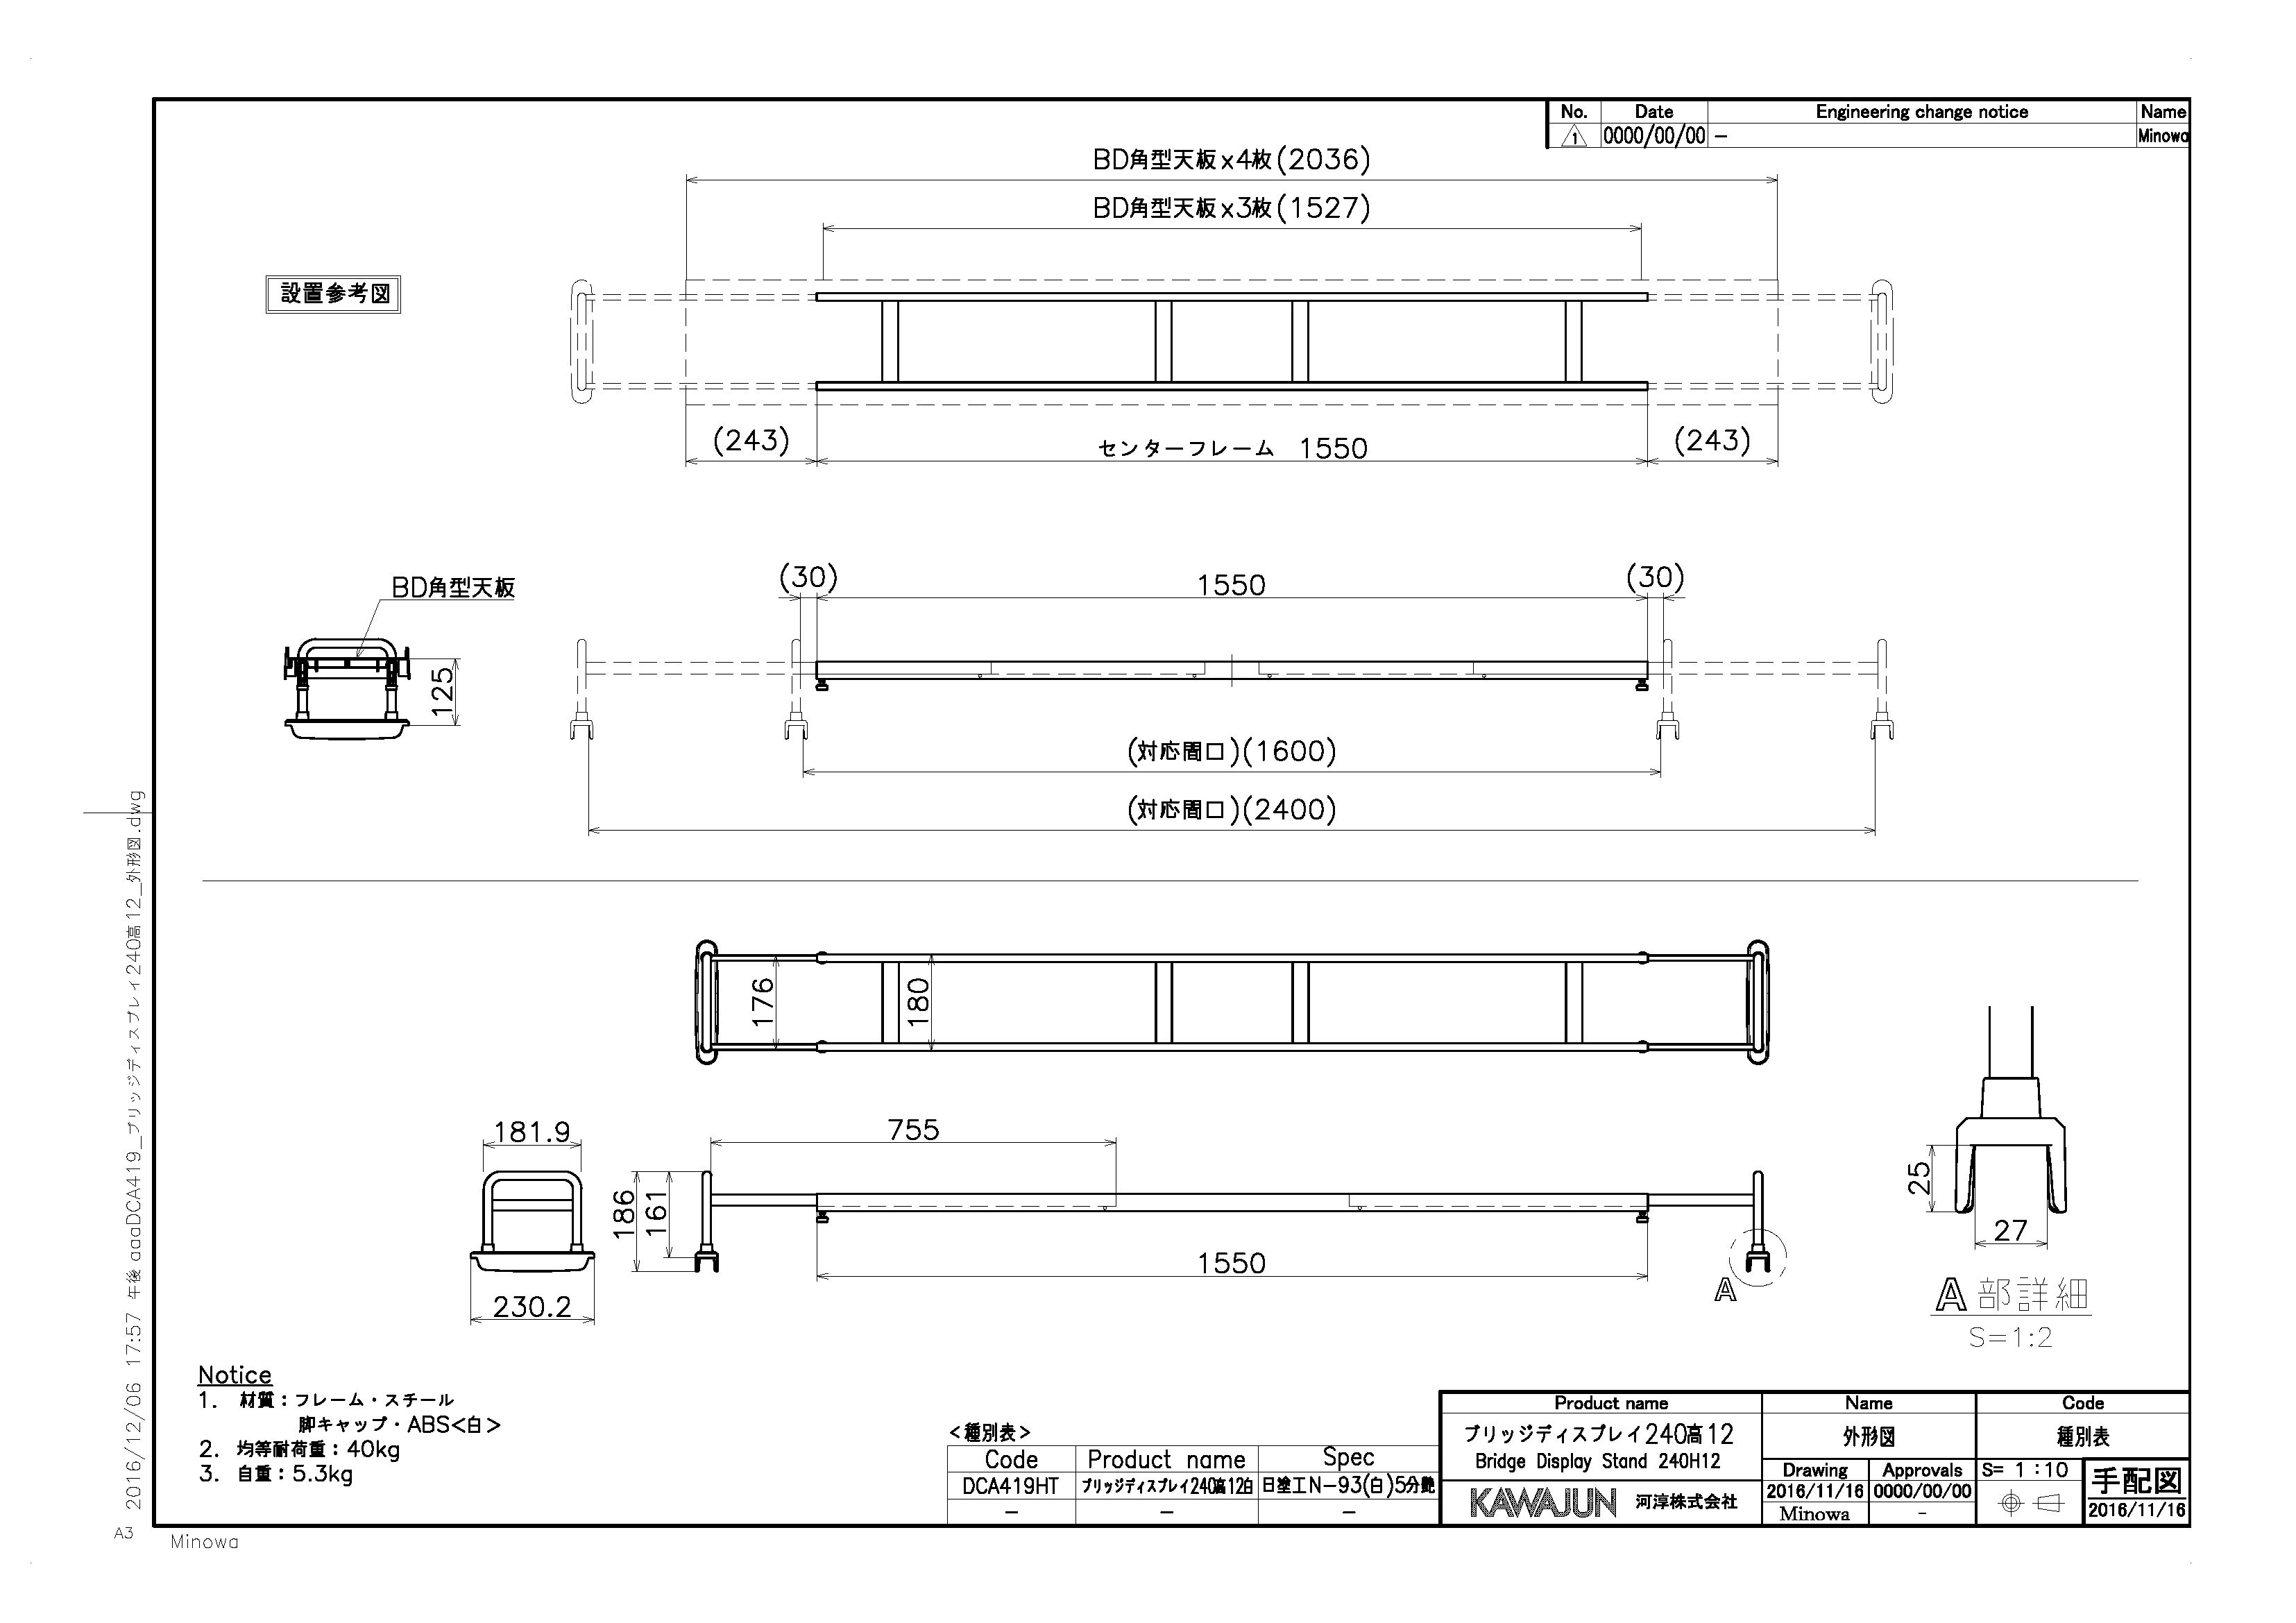 No. Date Engineering change notice Name
1 0000/00/00 － Minowa
BD角型天板x4枚(2036)
BD角型天板x3枚(1527)
設置参考図
(243) センターフレーム 1550 (243)
BD角型天板
(30) 1550 (30)
125
(対応間口)(1600)
(対応間口)(2400)
176 180
181.9
755
186 161
1550
230.2
A
25
27
A部詳細
S=1:2
Notice
1. 材質：フレーム・スチール
脚キャップ・ABS<白>
2. 均等耐荷重：40kg
3. 自重：5.3kg
<種別表>
Code Product name Spec
DCA419HT ブリッジディスプレイ240高12白 日塗工N-93(白)5分艶
－ － －
Product name Name Code
ブリッジディスプレイ240高12 外形図 種別表
Bridge Display Stand 240H12
Drawing Approvals S= 1 : 10 手配図
2016/11/16 0000/00/00
KAWAJUN 河淳株式会社 Minowa - 2016/11/16
2016/12/06 17:57 午後 aaaDCA419_ブリッジディスプレイ240高12_外形図.dwg
A3
Minowa